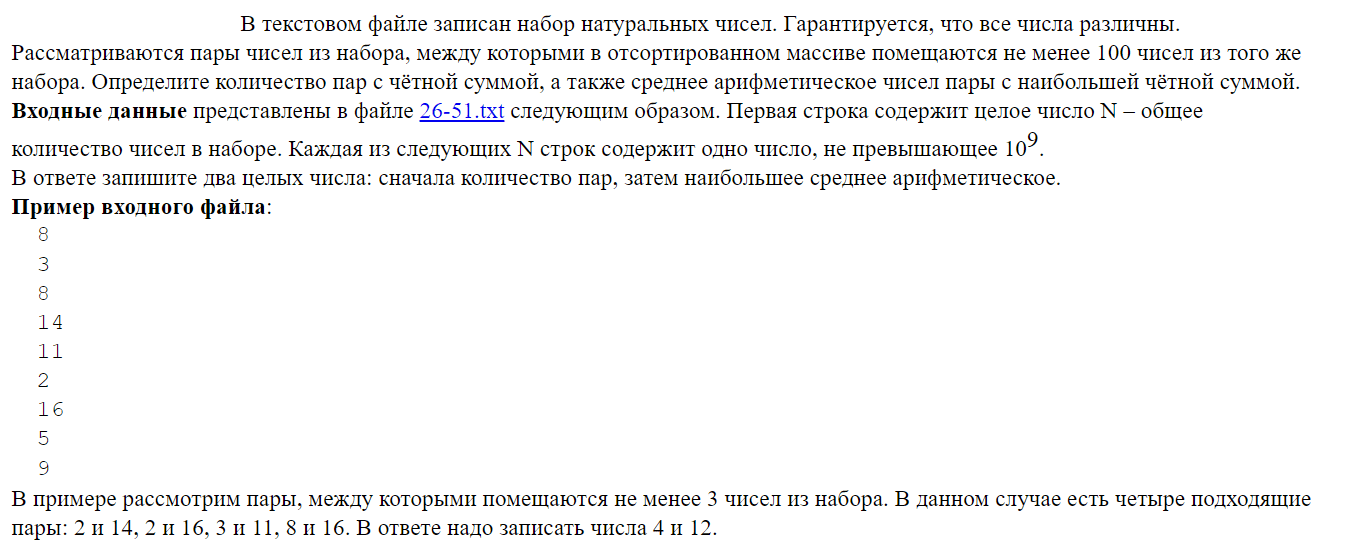 В текстовом файле записан набор натуральных чисел. Гарантируется, что все числа различны.
Рассматриваются пары чисел из набора, между которыми в отсортированном массиве помещаются не менее 100 чисел из того же
набора. Определите количество пар с чётной суммой, а также среднее арифметическое чисел пары с наибольшей чётной суммой.
Входные данные представлены в файле 26-51.txt следующим образом. Первая строка содержит целое число N – общее
количество чисел в наборе. Каждая из следующих N строк содержит одно число, не превышающее 10⁹.
В ответе запишите два целых числа: сначала количество пар, затем наибольшее среднее арифметическое.
Пример входного файла:
8
3
8
14
11
2
16
5
9
В примере рассмотрим пары, между которыми помещаются не менее 3 чисел из набора. В данном случае есть четыре подходящие
пары: 2 и 14, 2 и 16, 3 и 11, 8 и 16. В ответе надо записать числа 4 и 12.